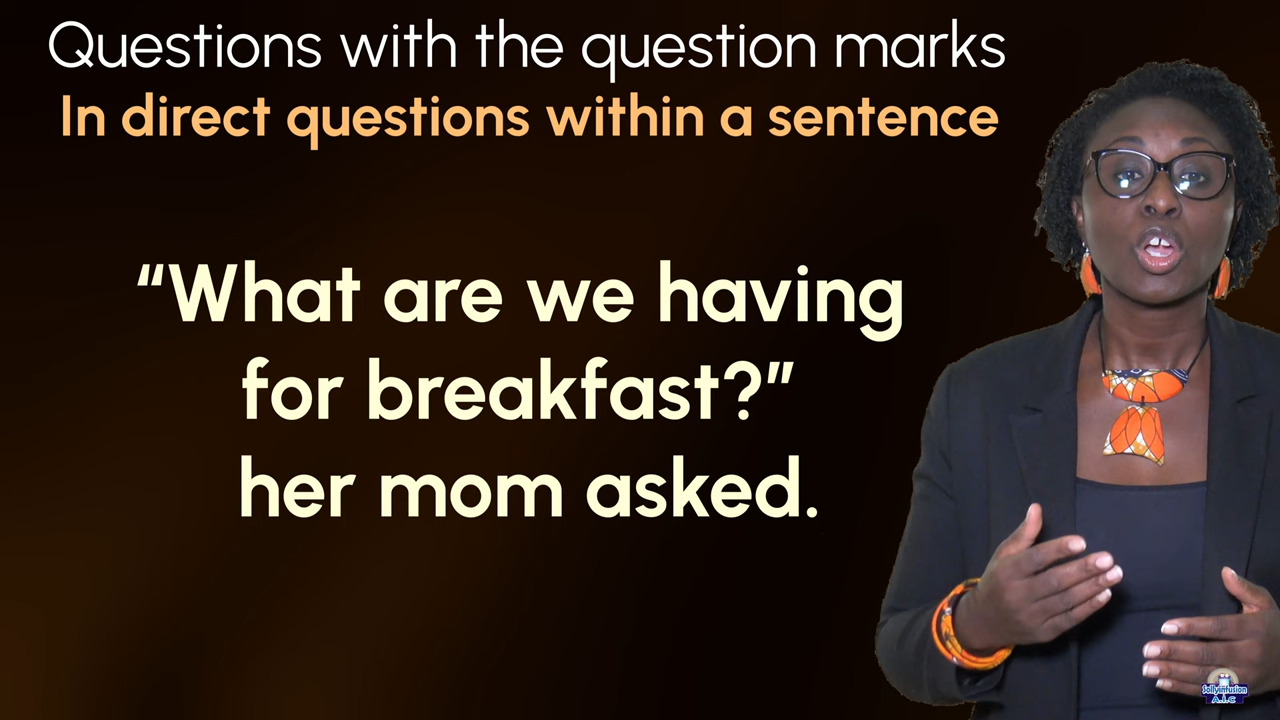 Questions with the question marks
In direct questions within a sentence
“What are we having
for breakfast?”
her mom asked.
Sollyinfusion
A.I.C